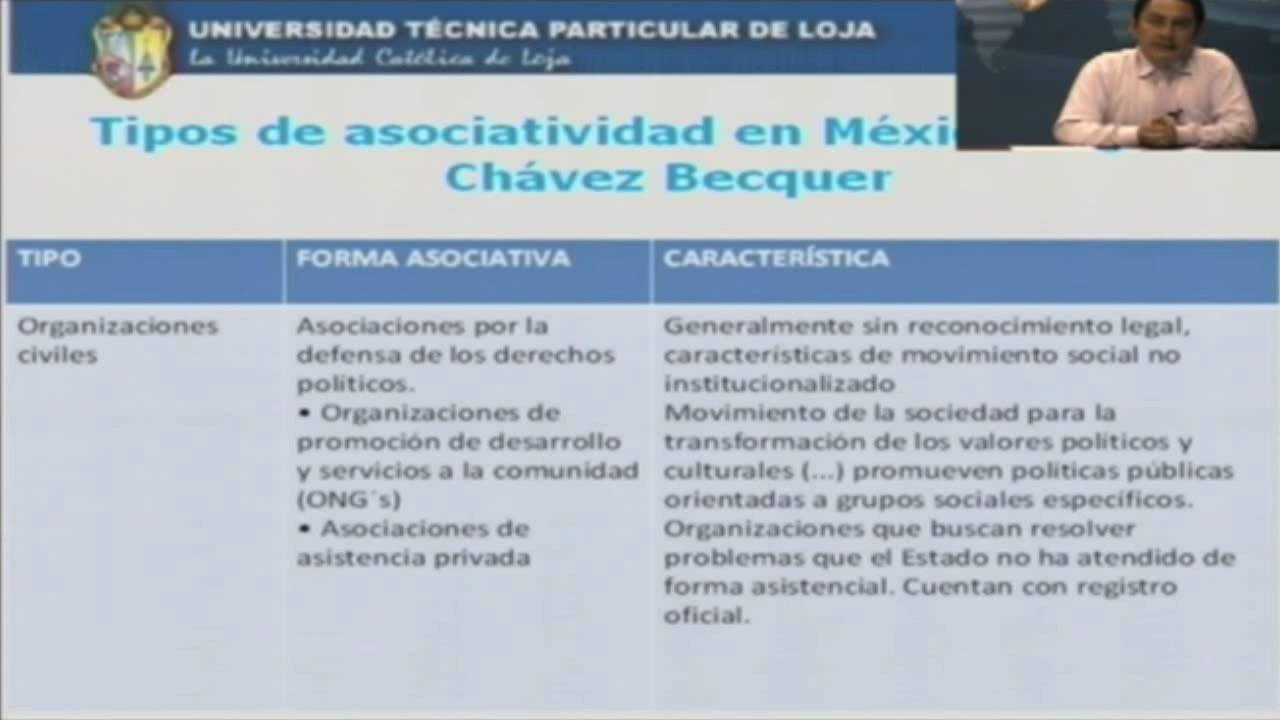 UNIVERSIDAD TÉCNICA PARTICULAR DE LOJA
La Universidad Católica de Loja
Tipos de asociatividad en
Chávez Becquer
TIPO
FORMA ASOCIATIVA
CARACTERÍSTICA
Organizaciones
civiles
Asociaciones por la
defensa de los derechos
políticos.
• Organizaciones de
promoción de desarrollo
y servicios a la comunidad
(ONG´s)
• Asociaciones de
asistencia privada
Generalmente sin reconocimiento legal,
características de movimiento social no
institucionalizado
Movimiento de la sociedad para la
transformación de los valores políticos y
culturales (...) promueven políticas públicas
orientadas a grupos sociales específicos.
Organizaciones que buscan resolver
problemas que el Estado no ha atendido de
forma asistencial. Cuentan con registro
oficial.